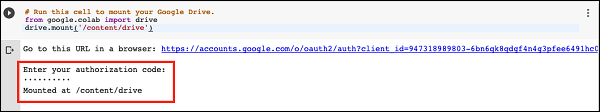 # Run this cell to mount your Google Drive.
from google.colab import drive
drive.mount('/content/drive')
Go to this URL in a browser: https://accounts.google.com/o/oauth2/auth?client_id=947318989803-6bn6qk8qdgf4n4g3pfee6491hc0
Enter your authorization code:
··········
Mounted at /content/drive